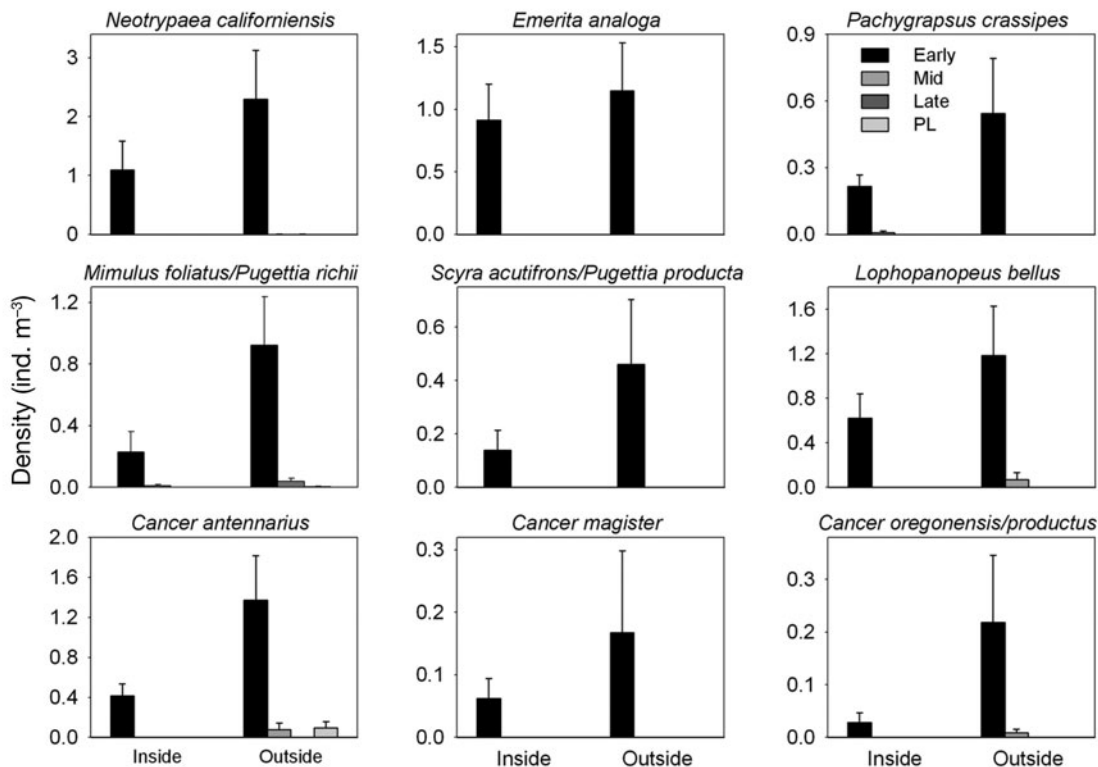 Neotrypaea californiensis
Emerita analoga
Pachygrapsus crassipes
3
2
1
0
1.5
1.0
0.5
0.0
0.9
0.6
0.3
0.0
Early
Mid
Late
PL
Density (ind. m⁻³)
Mimulus foliatus/Pugettia richii
Scyra acutifrons/Pugettia producta
Lophopanopeus bellus
1.2
0.8
0.4
0.0
0.6
0.4
0.2
0.0
1.6
1.2
0.8
0.4
0.0
Cancer antennarius
Cancer magister
Cancer oregonensis/productus
2.0
1.6
1.2
0.8
0.4
0.0
0.3
0.2
0.1
0.0
0.3
0.2
0.1
0.0
Inside Outside
Inside Outside
Inside Outside